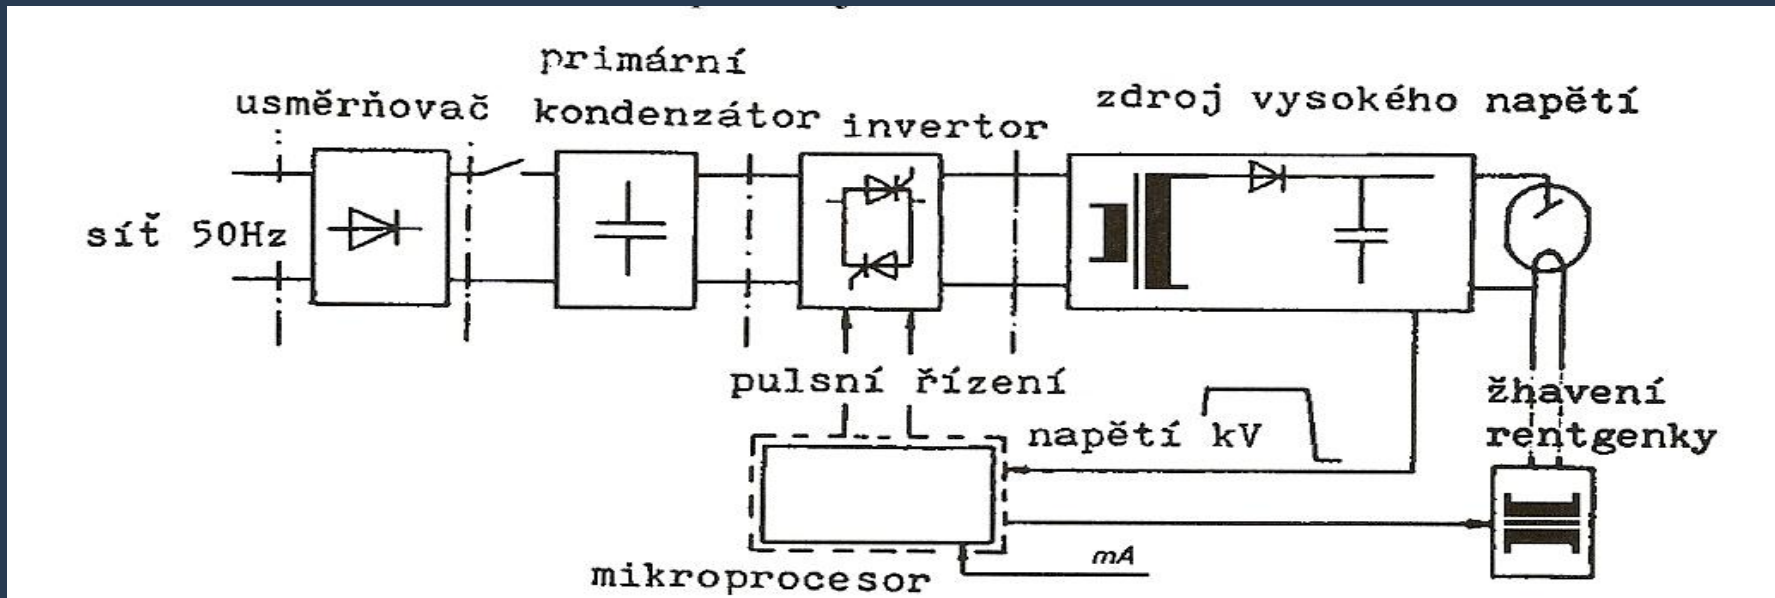 primární
usměrňovač
kondenzátor
invertor
zdroj vysokého napětí
síť 50Hz
pulsní řízení
napětí kV
žhavení
rentgenky
mA
mikroprocesor